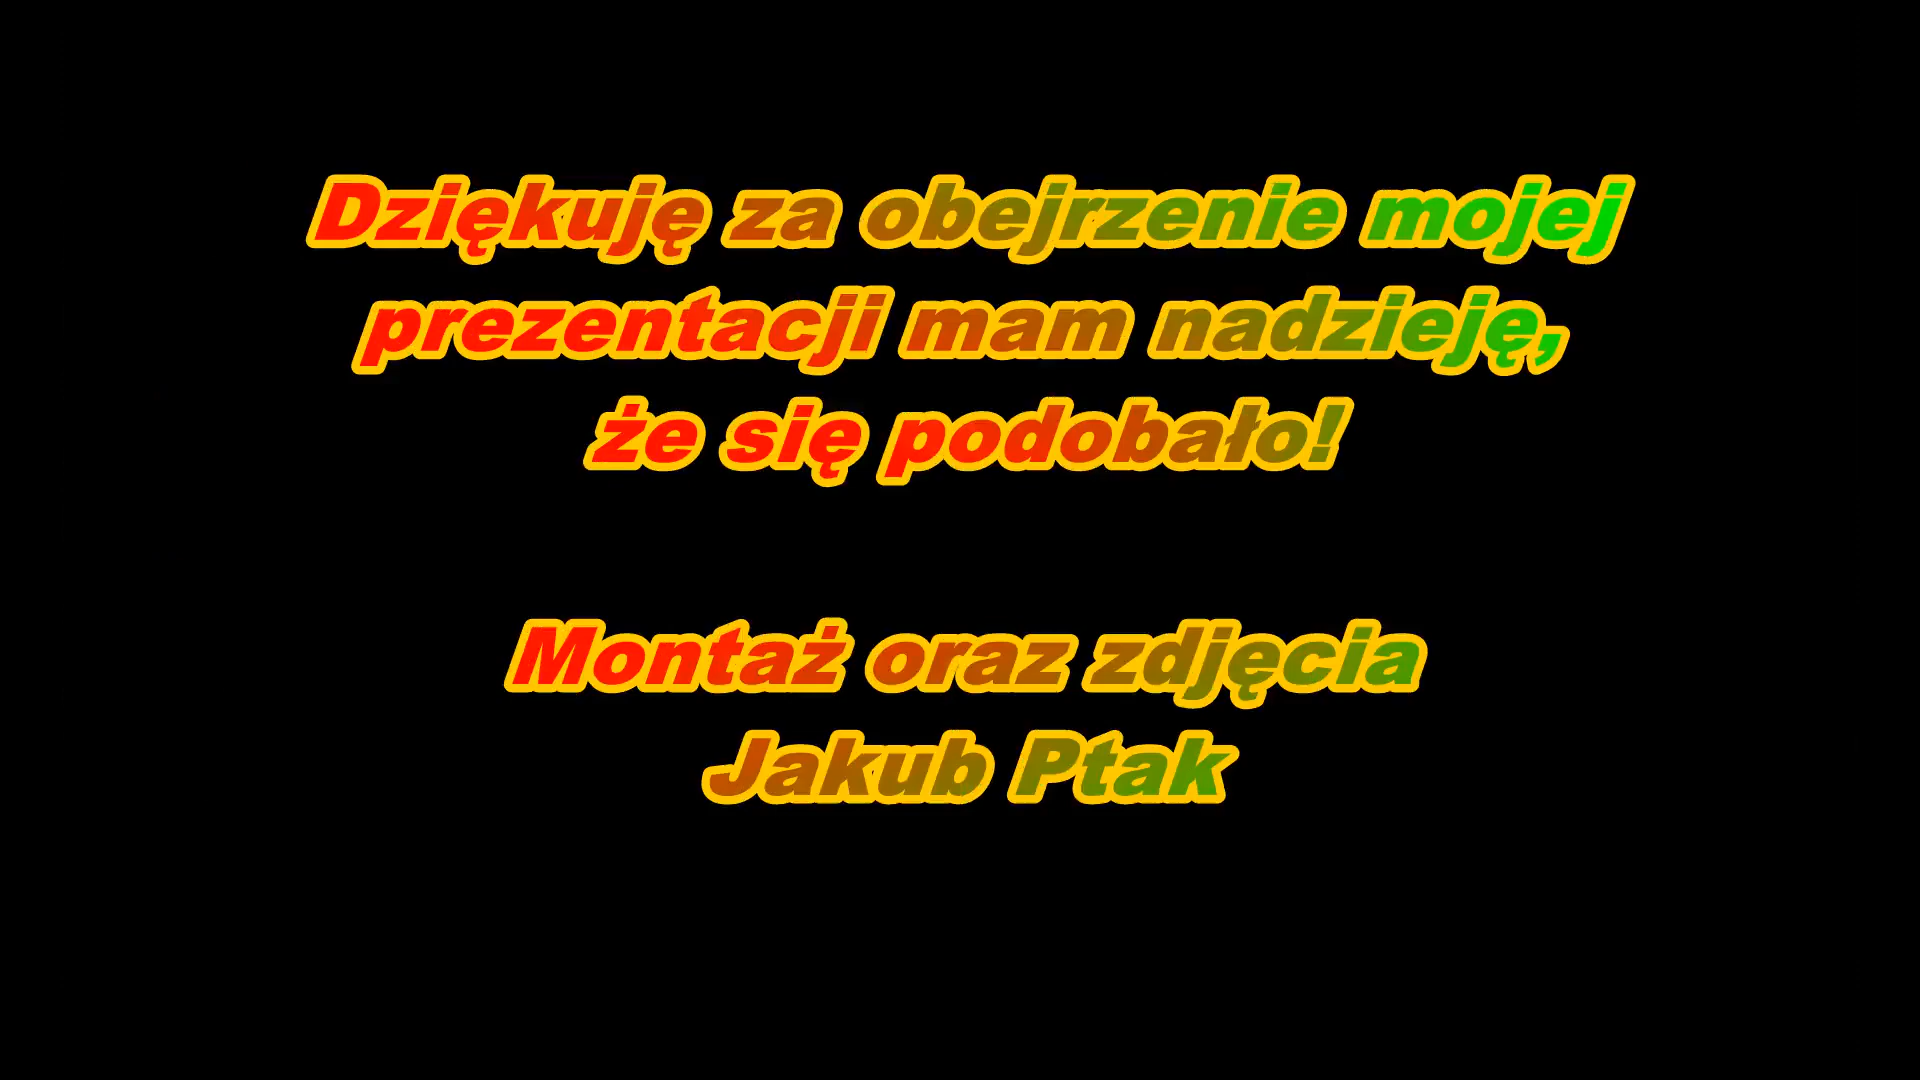 Dziękuję za obejrzenie mojej
prezentacji mam nadzieję,
że się podobało!
Montaż oraz zdjęcia
Jakub Ptak